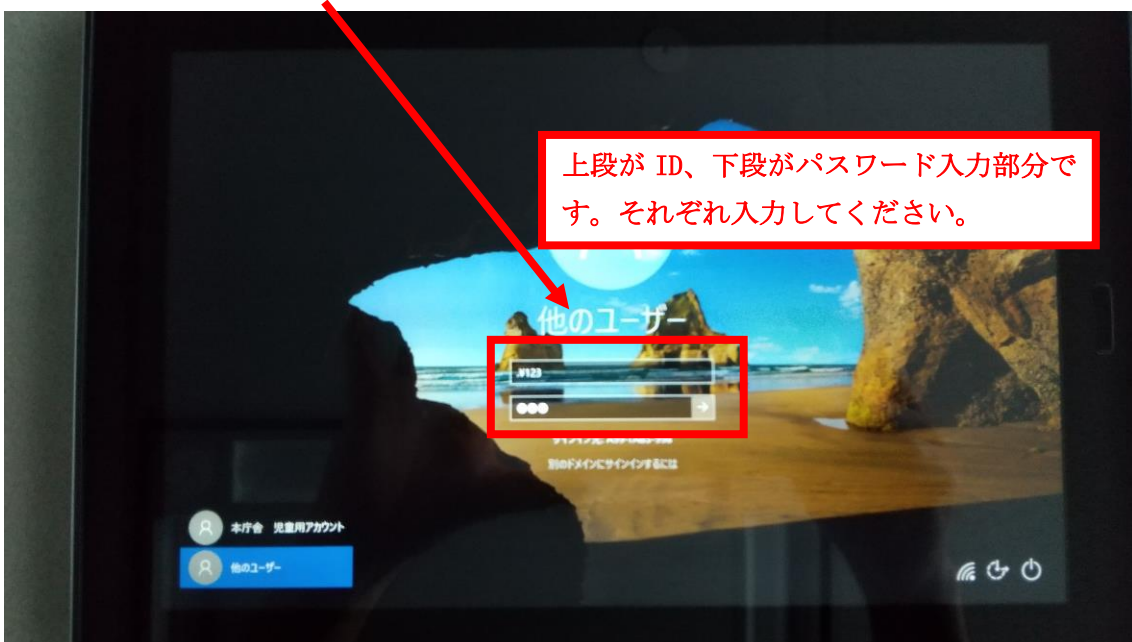 上段が ID、下段がパスワード入力部分で
す。それぞれ入力してください。
他のユーザー
.¥123
別のドメインにサインインするには
本庁舎 児童用アカウント
他のユーザー